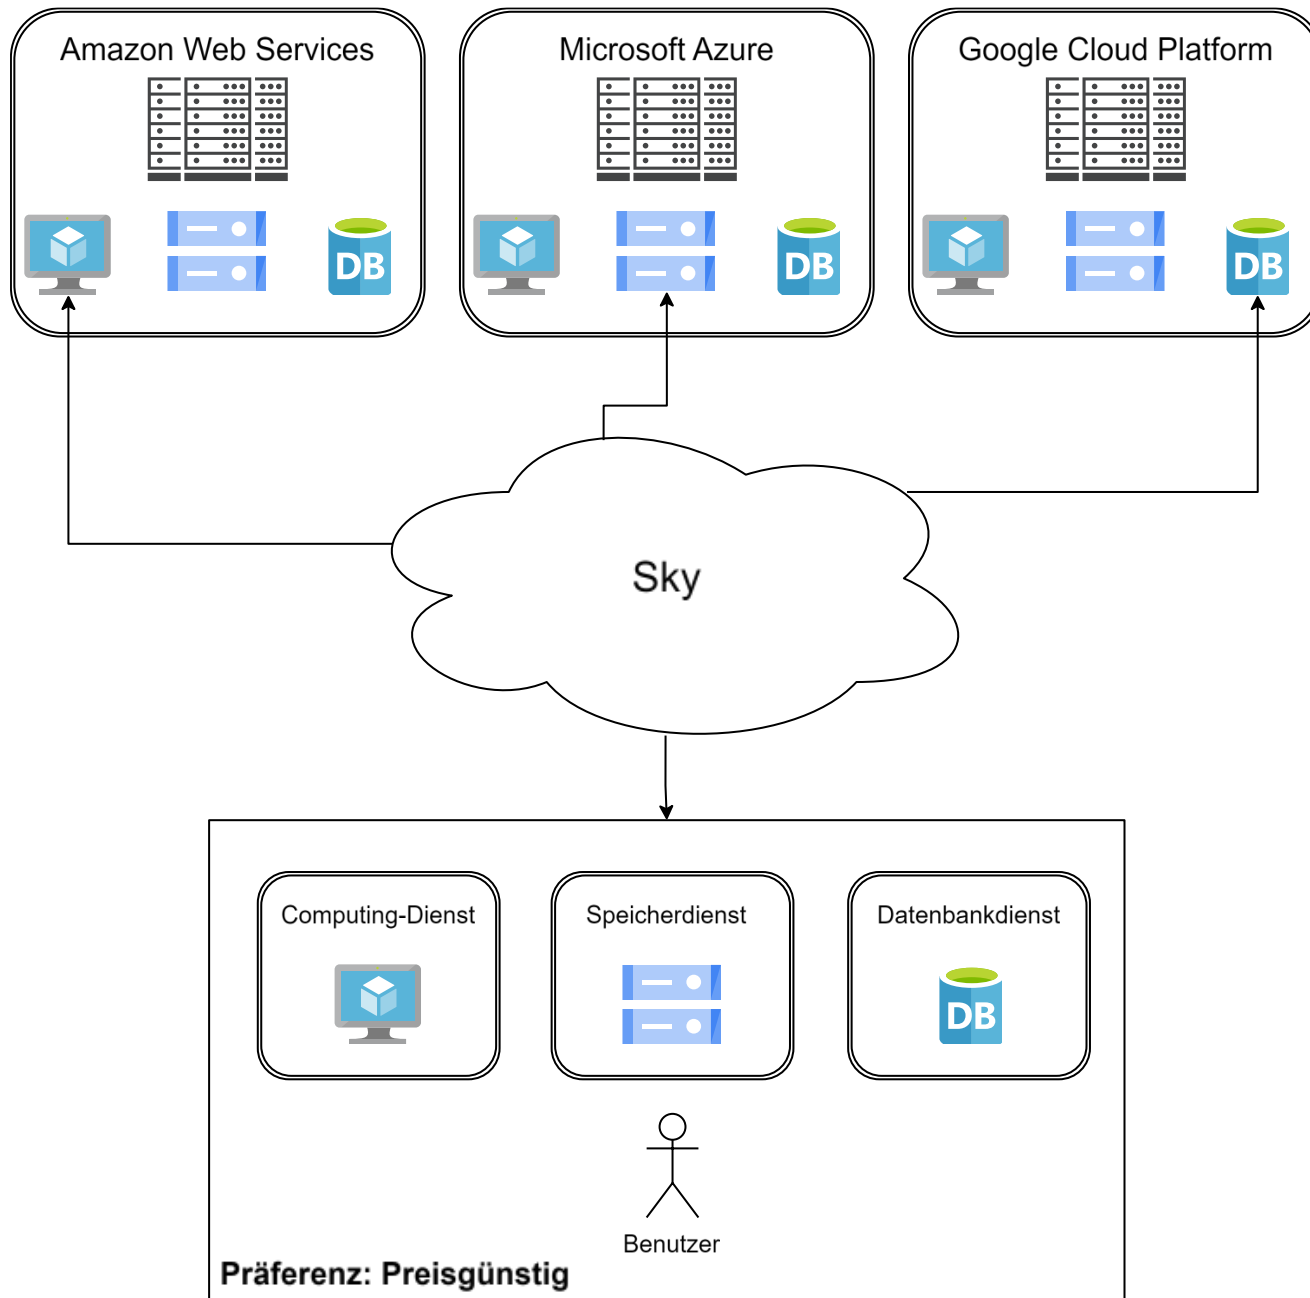 Amazon Web Services
Microsoft Azure
Google Cloud Platform
DB
DB
DB
Sky
Computing-Dienst
Speicherdienst
Datenbankdienst
DB
Benutzer
Präferenz: Preisgünstig